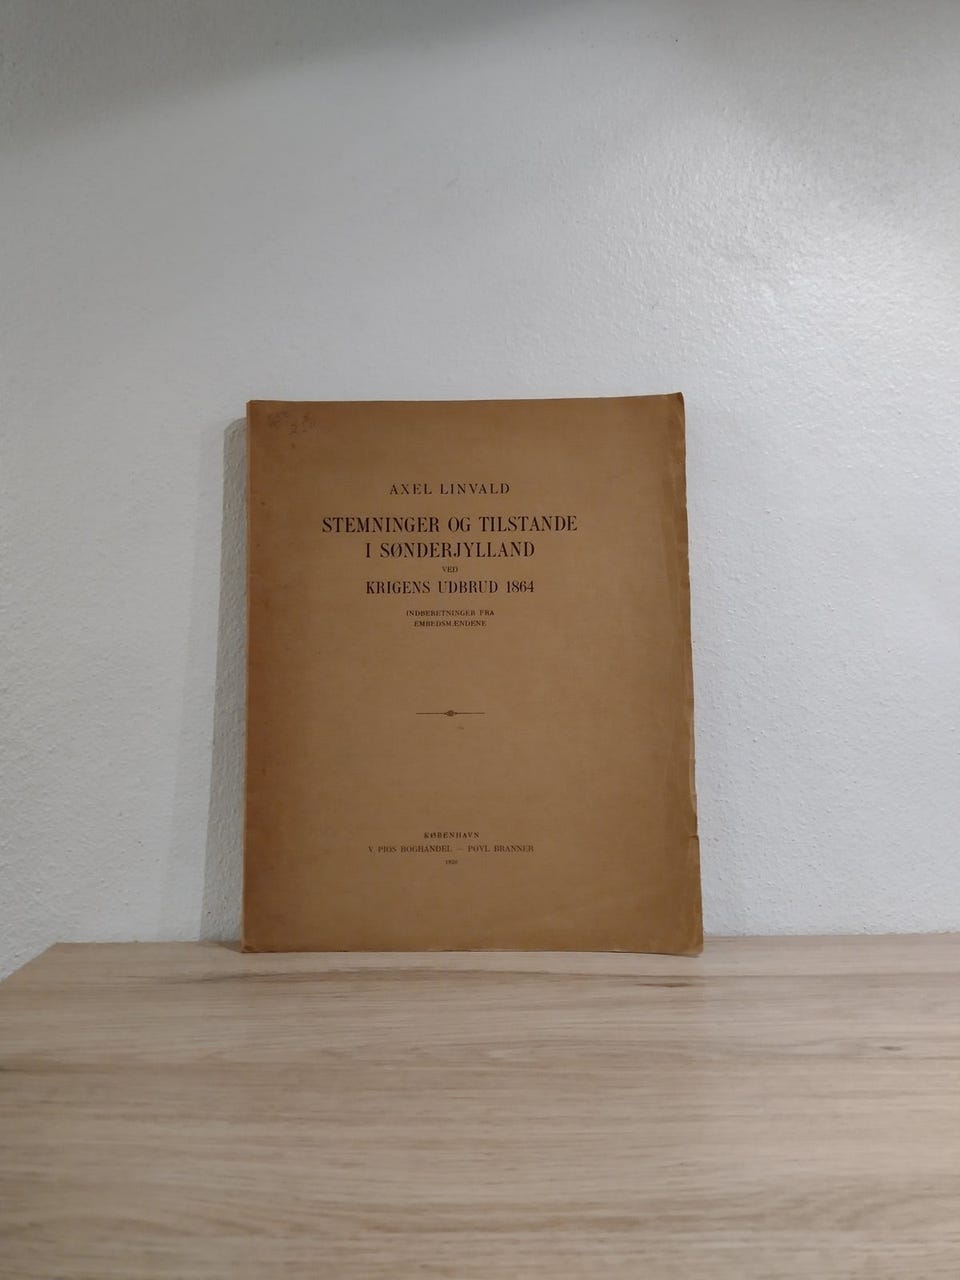 AXEL LINVALD
STEMNINGER OG TILSTANDE
I SØNDERJYLLAND
VED
KRIGENS UDBRUD 1864
INDBERETNINGER FRA
EMBEDSMÆNDENE
KØBENHAVN
V. PIOS BOGHANDEL — POVL BRANNER